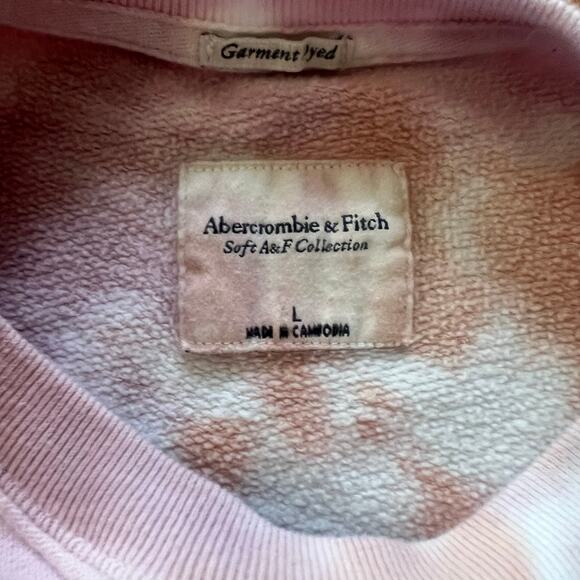 Garment Dyed
Abercrombie & Fitch
Soft A&F Collection
L
MADE IN CAMBODIA